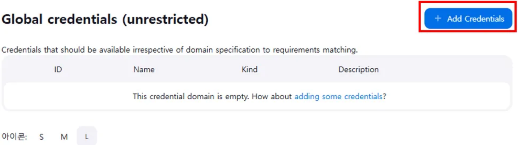 Global credentials (unrestricted)
+ Add Credentials
Credentials that should be available irrespective of domain specification to requirements matching.
ID Name Kind Description
This credential domain is empty. How about adding some credentials?
아이콘: S M L